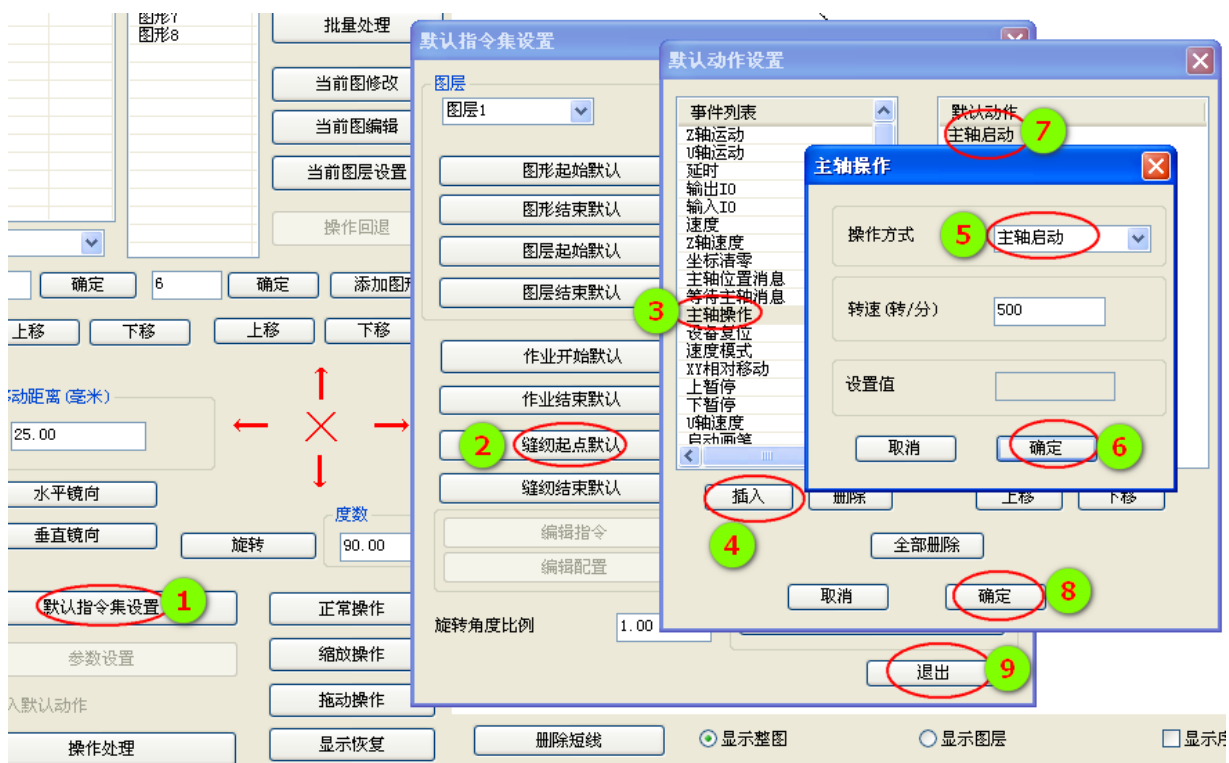 图形7
图形8
批量处理
当前图修改
当前图编辑
当前图层设置
操作回退
确定
6
确定
添加图形
上移
下移
上移
下移
动距离(毫米)
25.00
水平镜向
垂直镜向
旋转
度数
90.00
默认指令集设置
1
正常操作
参数设置
缩放操作
入默认动作
拖动操作
操作处理
显示恢复
删除短线
显示整图
显示图层
显示序
默认指令集设置
图层
图层1
图形起始默认
图形结束默认
图层起始默认
图层结束默认
作业开始默认
作业结束默认
2
缝纫起点默认
缝纫结束默认
编辑指令
编辑配置
旋转角度比例
1.00
退出
9
默认动作设置
事件列表
Z轴运动
U轴运动
延时
输出IO
输入IO
速度
Z轴速度
坐标清零
主轴位置消息
等待主轴消息
3
主轴操作
设备复位
速度模式
XY相对移动
上暂停
下暂停
U轴速度
启动画笔
默认动作
主轴启动
7
插入
删除
上移
下移
4
全部删除
取消
确定
8
主轴操作
操作方式
5
主轴启动
转速(转/分)
500
设置值
取消
确定
6